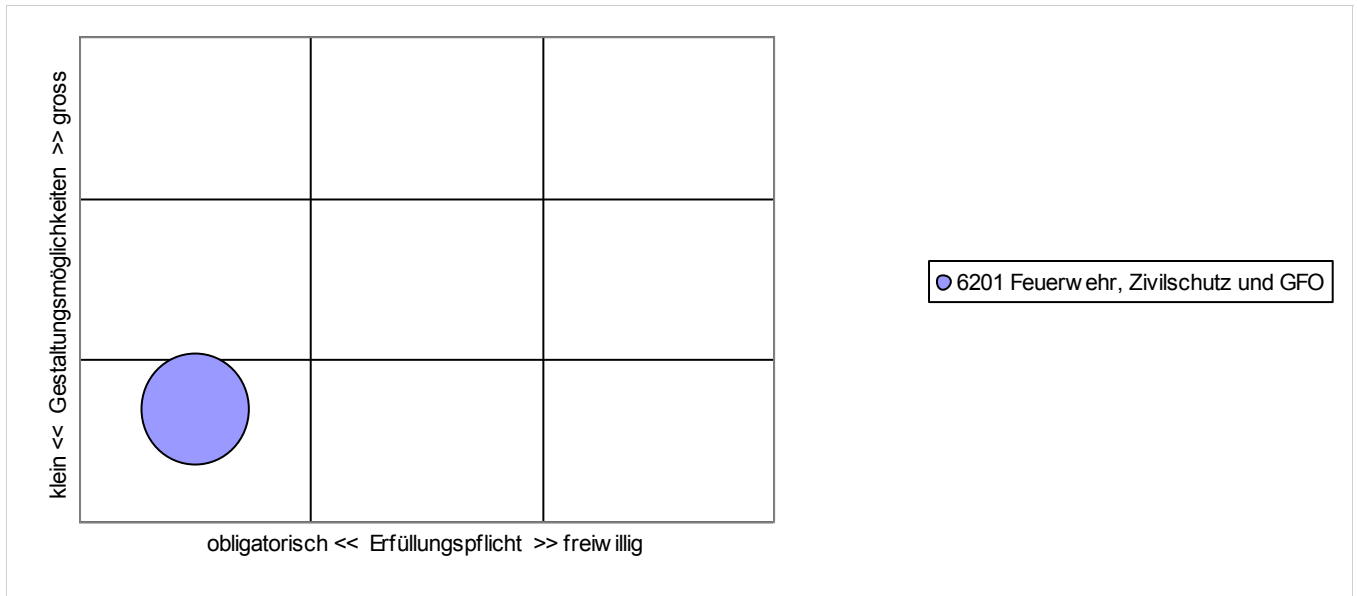 klein << Gestaltungsmöglichkeiten >> gross
6201 Feuerwehr, Zivilschutz und GFO
obligatorisch << Erfüllungspflicht >> freiwillig